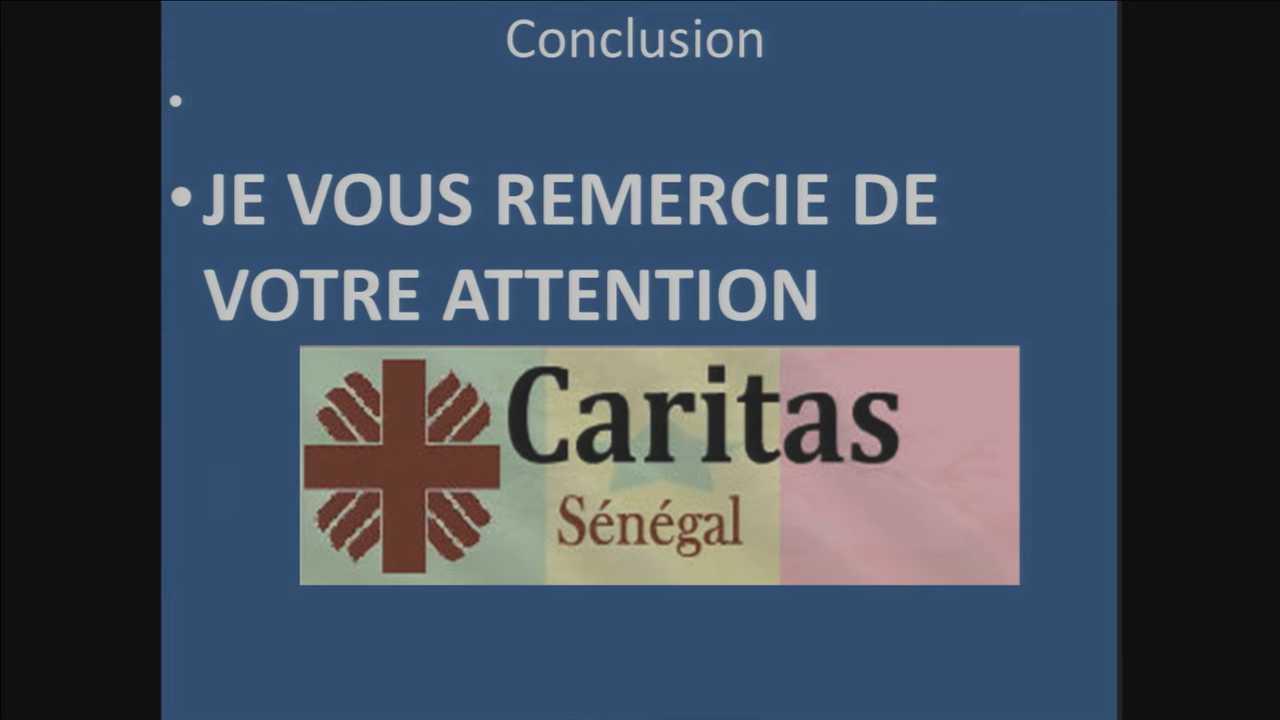 Conclusion
•
• JE VOUS REMERCIE DE
VOTRE ATTENTION
Caritas
Sénégal